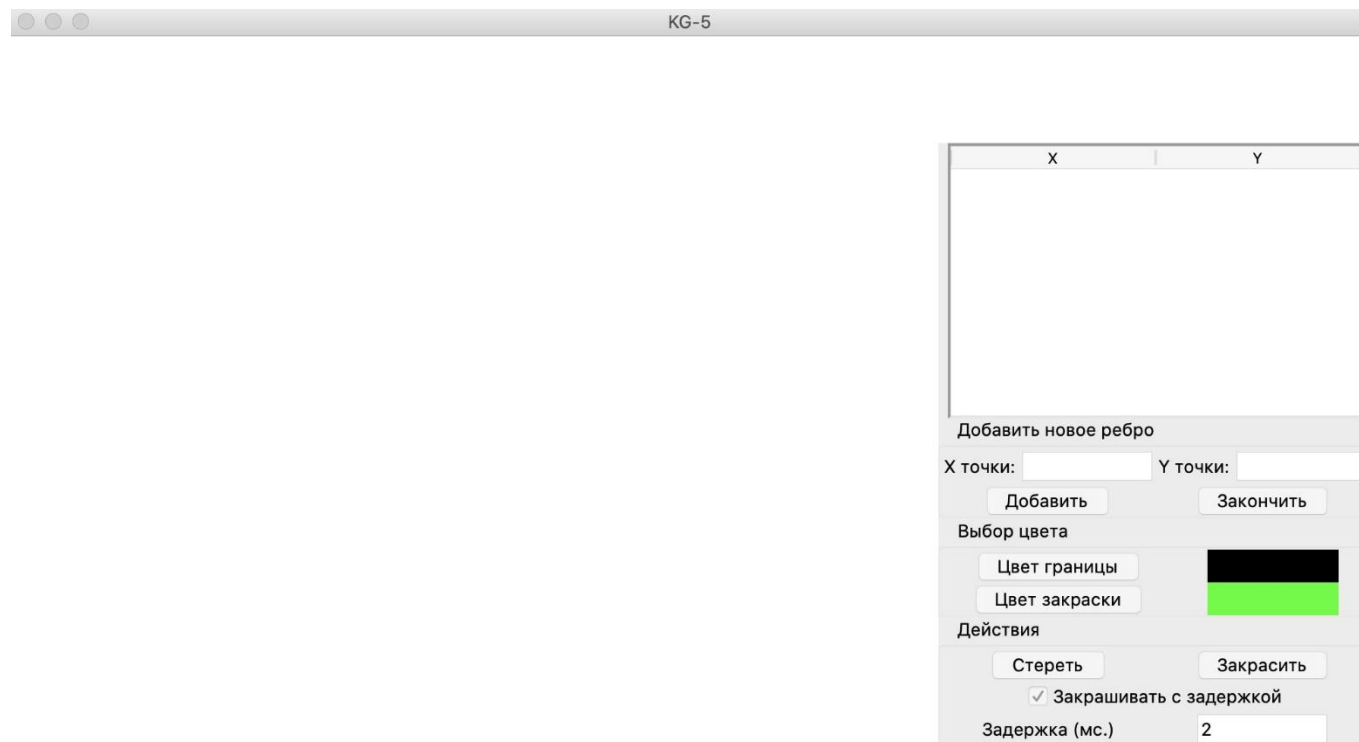 KG-5
X Y
Добавить новое ребро
X точки: Y точки:
Добавить Закончить
Выбор цвета
Цвет границы
Цвет закраски
Действия
Стереть Закрасить
Закрашивать с задержкой
Задержка (мс.) 2